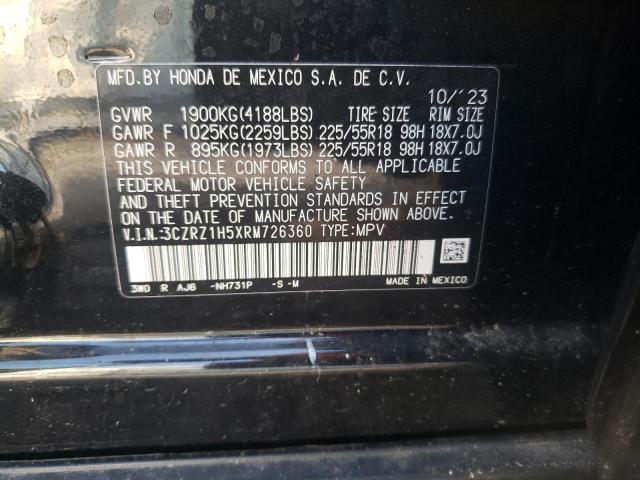 MFD.BY HONDA DE MEXICO S.A. DE C.V.
10/'23
GVWR 1900KG(4188LBS) TIRE SIZE RIM SIZE
GAWR F 1025KG(2259LBS) 225/55R18 98H 18X7.0J
GAWR R 895KG(1973LBS) 225/55R18 98H 18X7.0J
THIS VEHICLE CONFORMS TO ALL APPLICABLE
FEDERAL MOTOR VEHICLE SAFETY
AND THEFT PREVENTION STANDARDS IN EFFECT
ON THE DATE OF MANUFACTURE SHOWN ABOVE.
V.I.N.:3CZRZ1H5XRM726360 TYPE:MPV
3W0 R AJ6 -NH731P -S -M MADE IN MEXICO